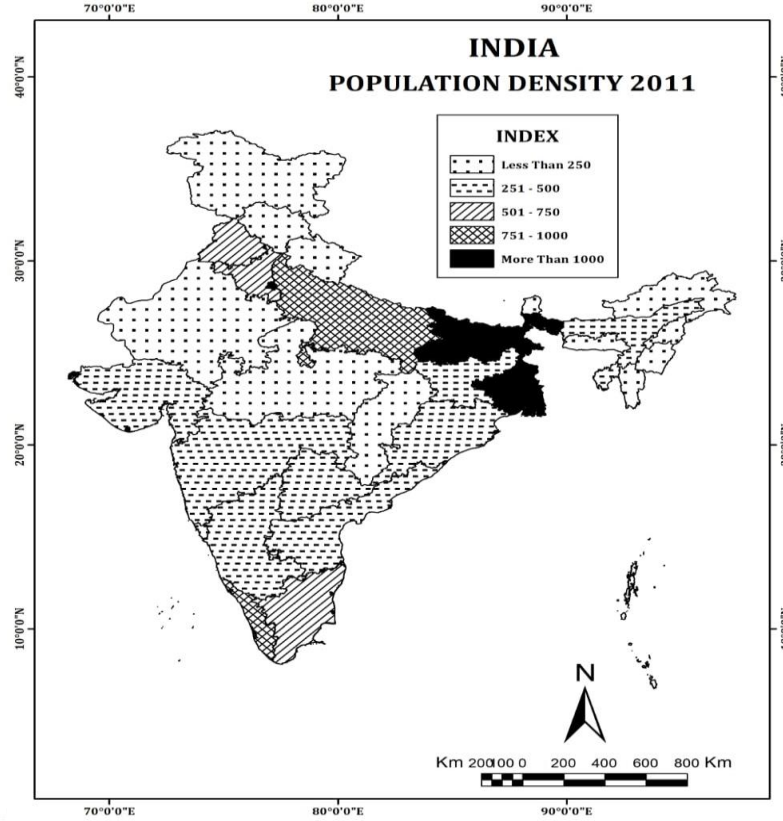 70°0'0"E 80°0'0"E 90°0'0"E
INDIA
POPULATION DENSITY 2011
INDEX
Less Than 250
251 - 500
501 - 750
751 - 1000
More Than 1000
40°0'0"N
30°0'0"N
20°0'0"N
10°0'0"N
N
Km 200100 0 200 400 600 800 Km
70°0'0"E 80°0'0"E 90°0'0"E